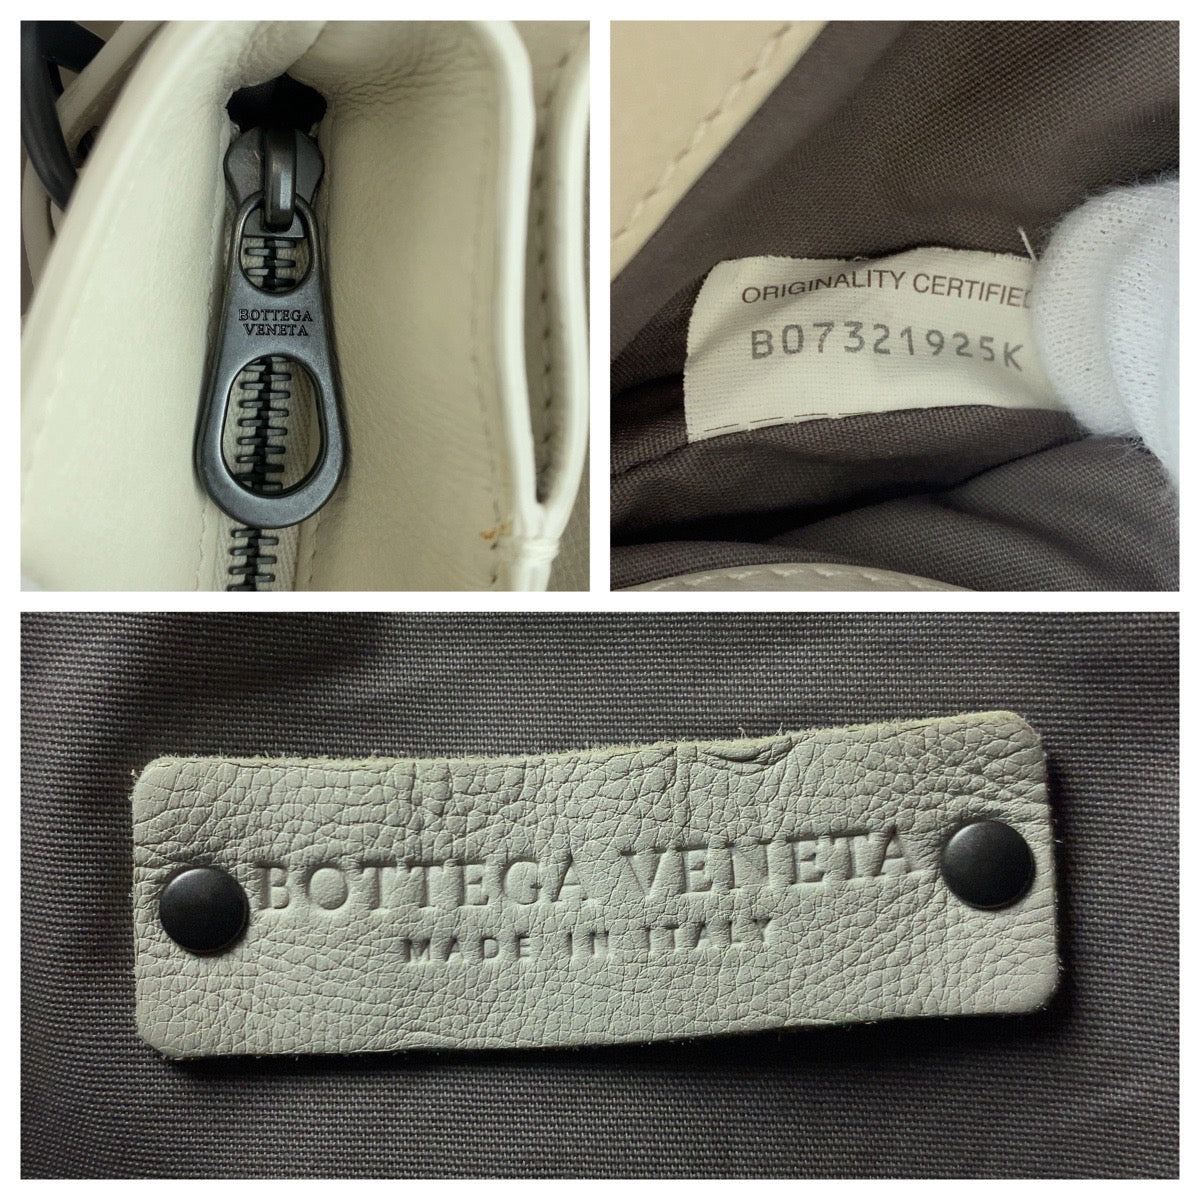 BOTTEGA
VENETA
ORIGINALITY CERTIFIED
B07321925K
BOTTEGA VENETA
MADE IN ITALY